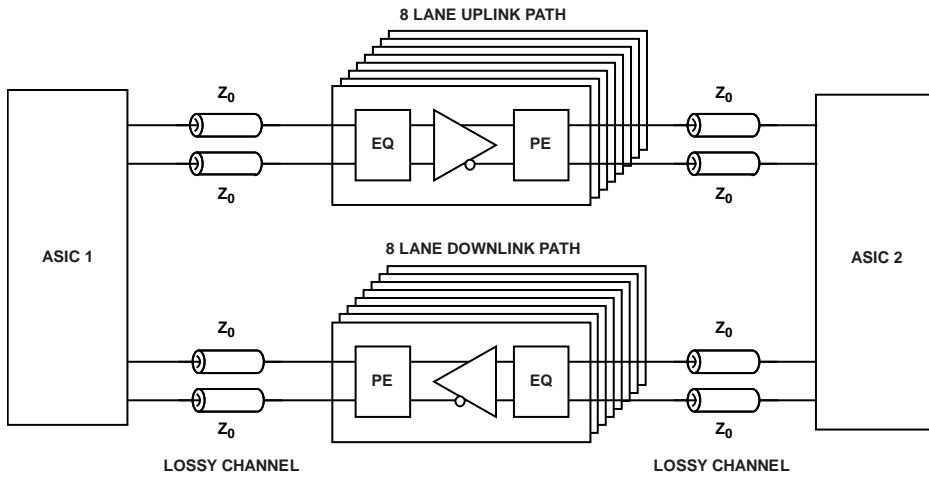 8 LANE UPLINK PATH
Z0
Z0
EQ
PE
Z0
Z0
ASIC 1
8 LANE DOWNLINK PATH
ASIC 2
Z0
Z0
PE
EQ
Z0
Z0
LOSSY CHANNEL
LOSSY CHANNEL